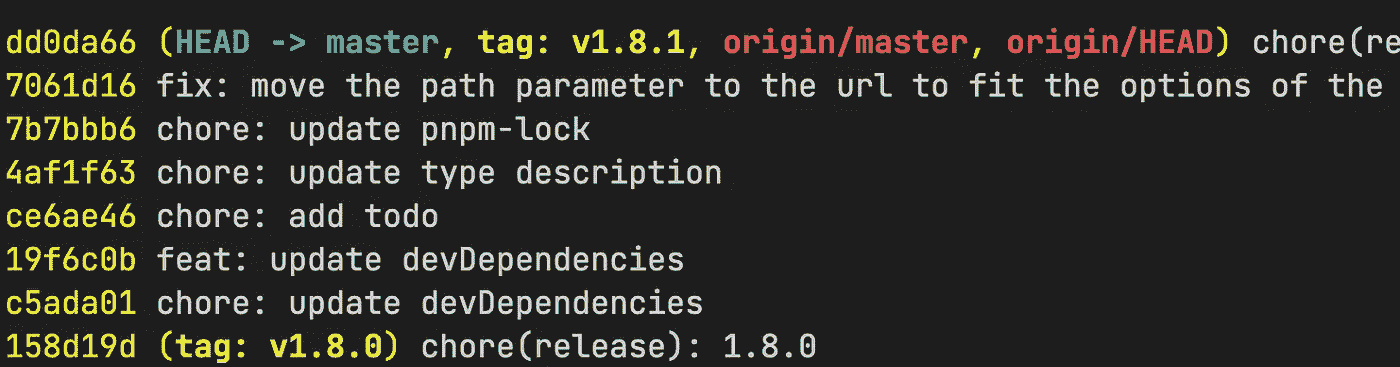 dd0da66 (HEAD -> master, tag: v1.8.1, origin/master, origin/HEAD) chore(re
7061d16 fix: move the path parameter to the url to fit the options of the
7b7bbb6 chore: update pnpm-lock
4af1f63 chore: update type description
ce6ae46 chore: add todo
19f6c0b feat: update devDependencies
c5ada01 chore: update devDependencies
158d19d (tag: v1.8.0) chore(release): 1.8.0